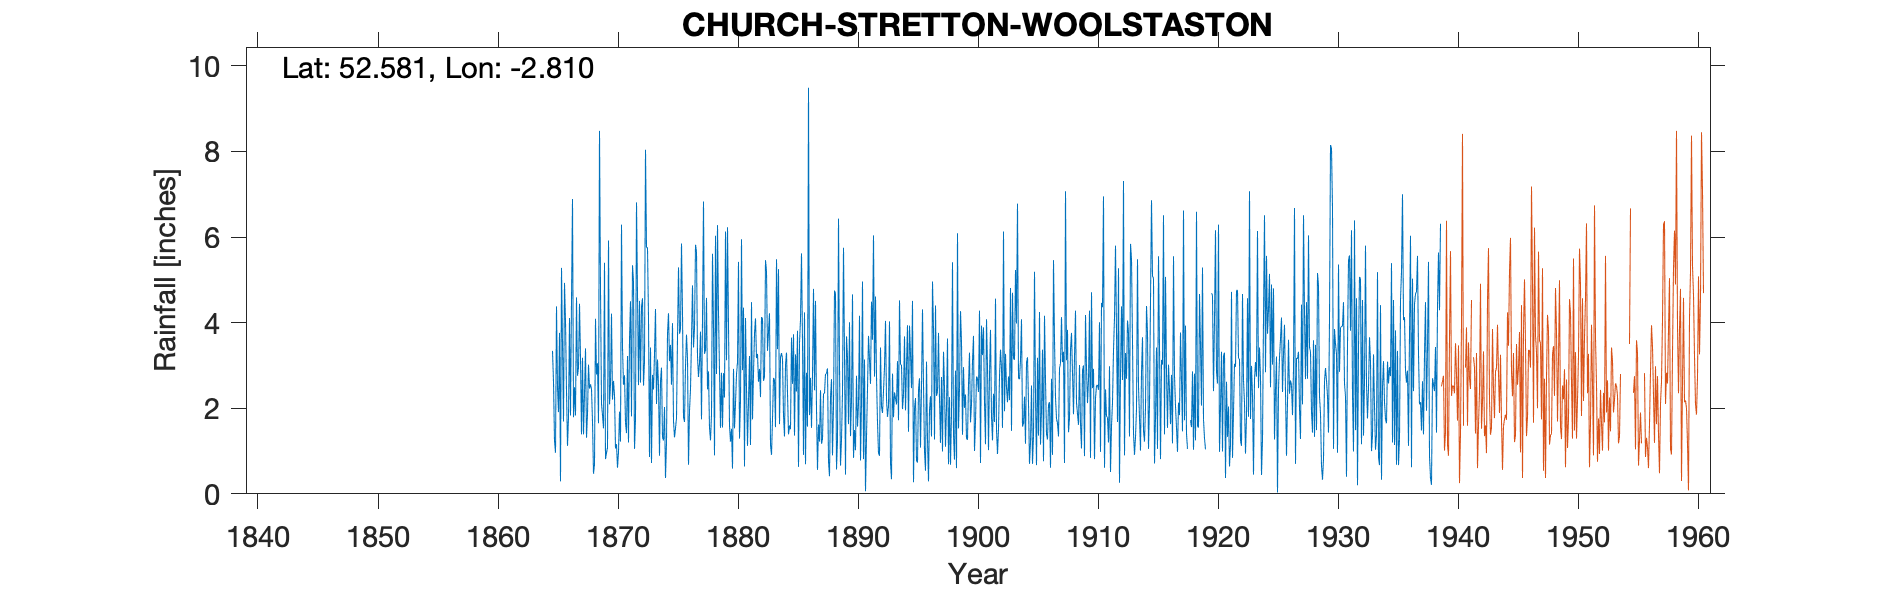 CHURCH-STRETTON-WOOLSTASTON
Lat: 52.581, Lon: -2.810
Rainfall [inches]
10
8
6
4
2
0
1840 1850 1860 1870 1880 1890 1900 1910 1920 1930 1940 1950 1960
Year